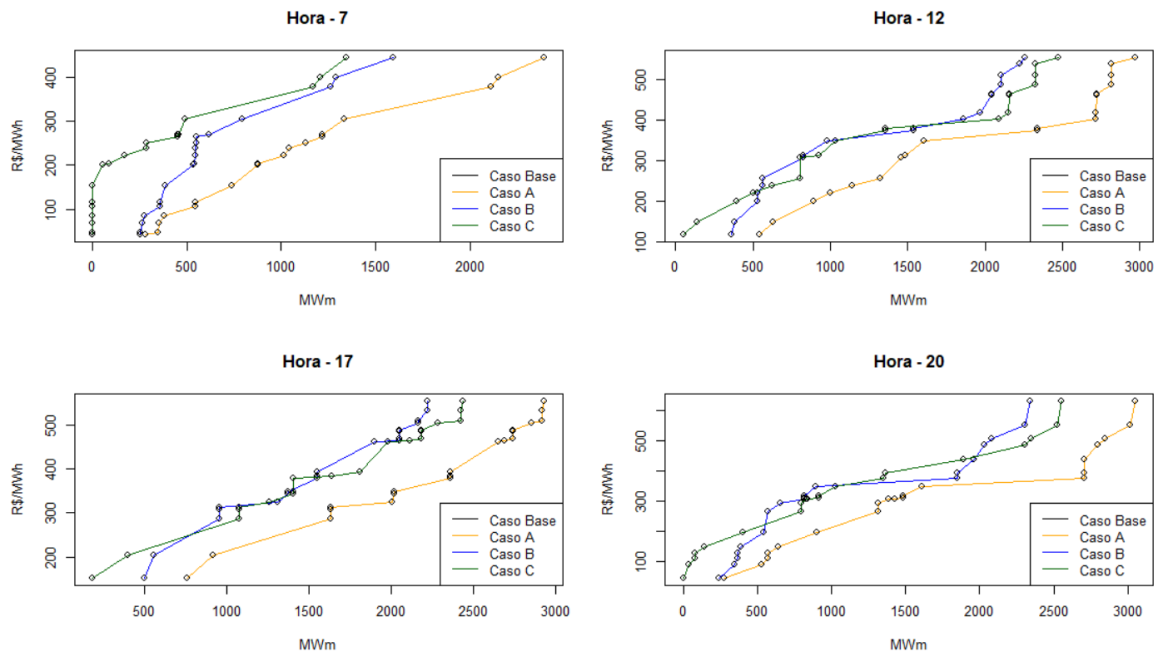 Hora - 7
R$/MWh
400
300
200
100
0
500
1000
1500
2000
MWm
Caso Base
Caso A
Caso B
Caso C
Hora - 12
R$/MWh
500
400
300
200
100
0
500
1000
1500
2000
2500
3000
MWm
Caso Base
Caso A
Caso B
Caso C
Hora - 17
R$/MWh
500
400
300
200
500
1000
1500
2000
2500
3000
MWm
Caso Base
Caso A
Caso B
Caso C
Hora - 20
R$/MWh
500
300
100
0
500
1000
1500
2000
2500
3000
MWm
Caso Base
Caso A
Caso B
Caso C